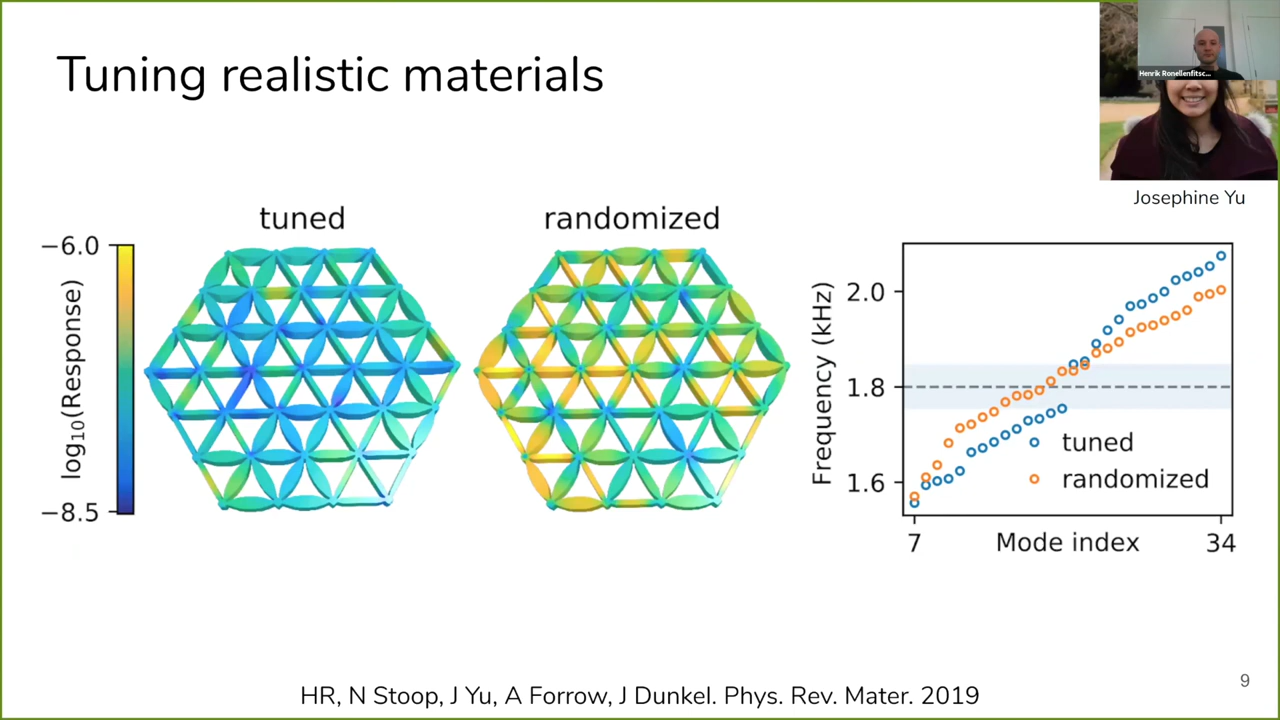 Tuning realistic materials
Henrik Ronellenfitsc...
Josephine Yu
tuned
randomized
−6.0
log10(Response)
−8.5
Frequency (kHz)
2.0
1.8
1.6
tuned
randomized
7
Mode index
34
HR, N Stoop, J Yu, A Forrow, J Dunkel. Phys. Rev. Mater. 2019
9